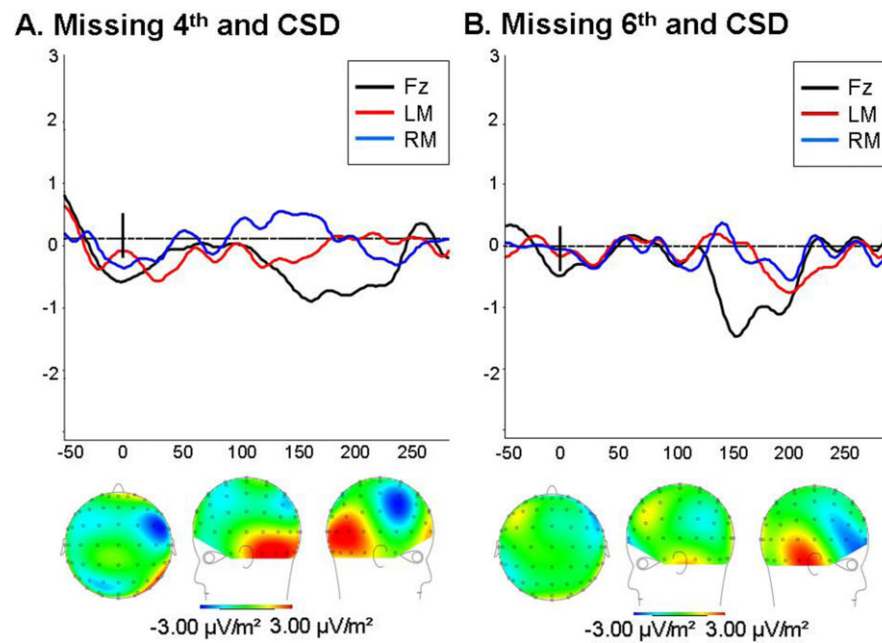 A. Missing 4th and CSD
3
2
1
0
-1
-2
-50 0 50 100 150 200 250
Fz
LM
RM
-3.00 µV/m² 3.00 µV/m²
B. Missing 6th and CSD
3
2
1
0
-1
-2
-50 0 50 100 150 200 250
Fz
LM
RM
-3.00 µV/m² 3.00 µV/m²